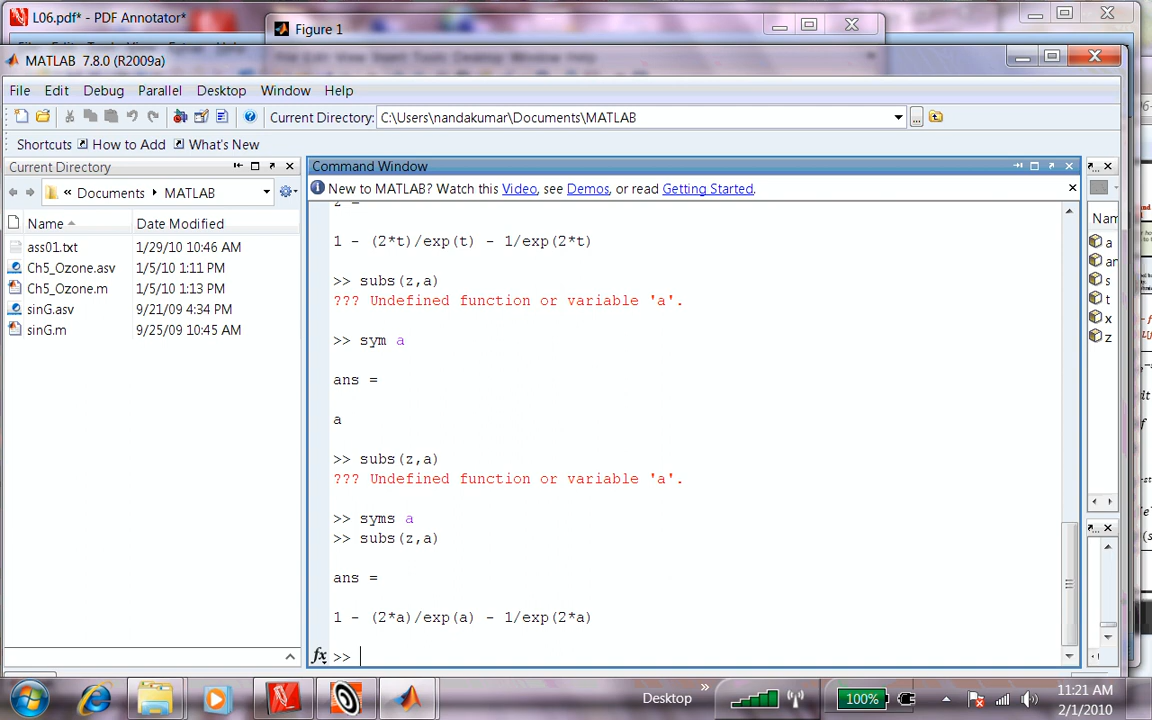 L06.pdf* - PDF Annotator*
Figure 1
MATLAB 7.8.0 (R2009a)
File Edit Debug Parallel Desktop Window Help
Current Directory: C:\Users\nandakumar\Documents\MATLAB
Shortcuts How to Add What's New
Current Directory
« Documents MATLAB
Name Date Modified
ass01.txt 1/29/10 10:46 AM
Ch5_Ozone.asv 1/5/10 1:11 PM
Ch5_Ozone.m 1/5/10 1:13 PM
sinG.asv 9/21/09 4:34 PM
sinG.m 9/25/09 10:45 AM
Command Window
New to MATLAB? Watch this Video, see Demos, or read Getting Started.
z =
1 - (2*t)/exp(t) - 1/exp(2*t)
>> subs(z,a)
??? Undefined function or variable 'a'.
>> sym a
ans =
a
>> subs(z,a)
??? Undefined function or variable 'a'.
>> syms a
>> subs(z,a)
ans =
1 - (2*a)/exp(a) - 1/exp(2*a)
fx >>
a
s
t
x
z
Desktop
100%
11:21 AM
2/1/2010